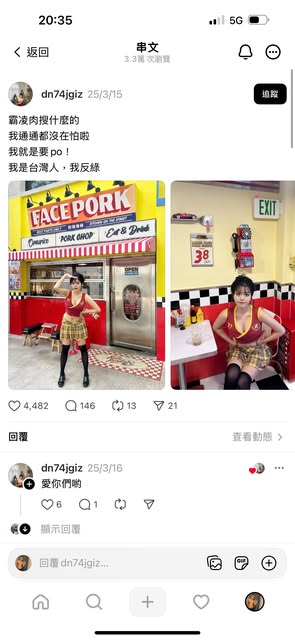 20:35
5G
返回
串文
3.3萬 次瀏覽
dn74jgiz 25/3/15
追蹤
霸凌肉搜什麼的
我通通都沒在怕啦
我就是要po！
我是台灣人，我反綠
FACEPORK
Omurice PORK CHOP Eat & Drink
OPEN
EXIT
38
4,482 146 13 21
回覆
查看動態
dn74jgiz 25/3/16
愛你們喲
6 1
顯示回覆
回覆 dn74jgiz...
GIF